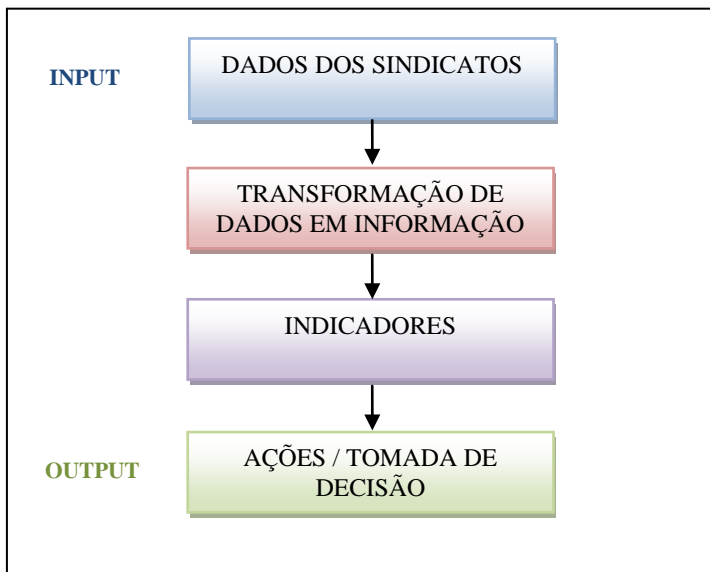 INPUT
DADOS DOS SINDICATOS
TRANSFORMAÇÃO DE
DADOS EM INFORMAÇÃO
INDICADORES
OUTPUT
AÇÕES / TOMADA DE
DECISÃO